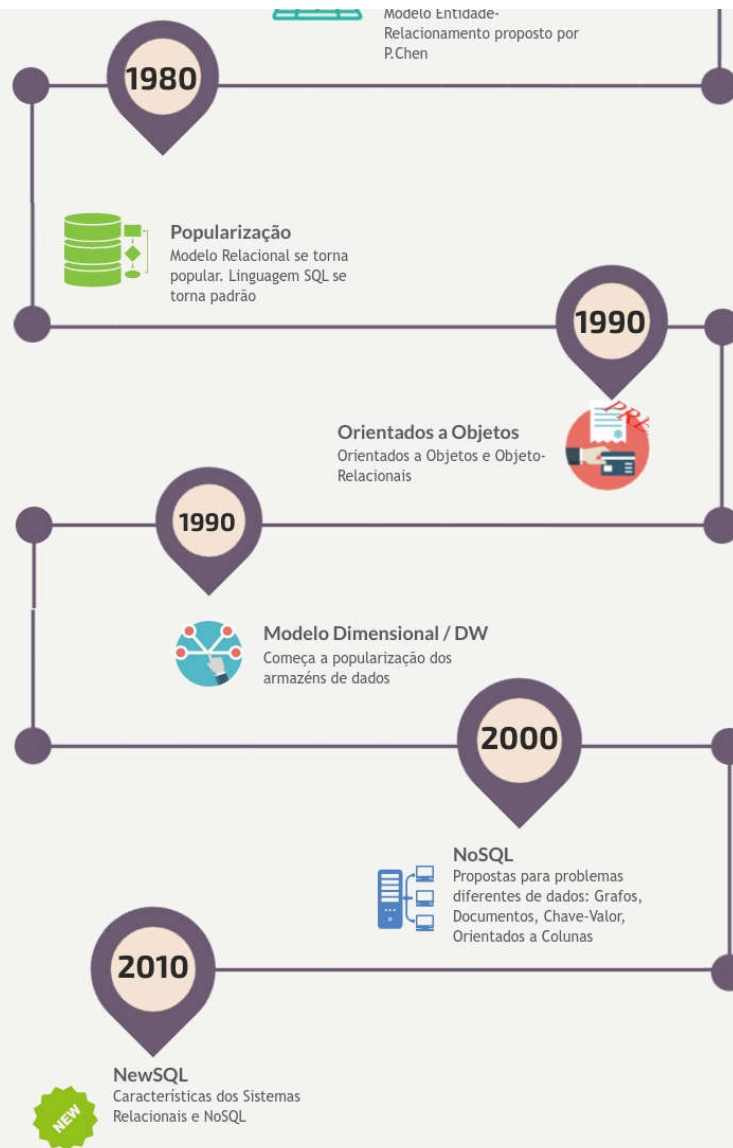 Modelo Entidade-
Relacionamento proposto por
P.Chen
1980
Popularização
Modelo Relacional se torna
popular. Linguagem SQL se
torna padrão
1990
Orientados a Objetos
Orientados a Objetos e Objeto-
Relacionais
1990
Modelo Dimensional / DW
Começa a popularização dos
armazéns de dados
2000
NoSQL
Propostas para problemas
diferentes de dados: Grafos,
Documentos, Chave-Valor,
Orientados a Colunas
2010
NewSQL
Características dos Sistemas
Relacionais e NoSQL
NEW